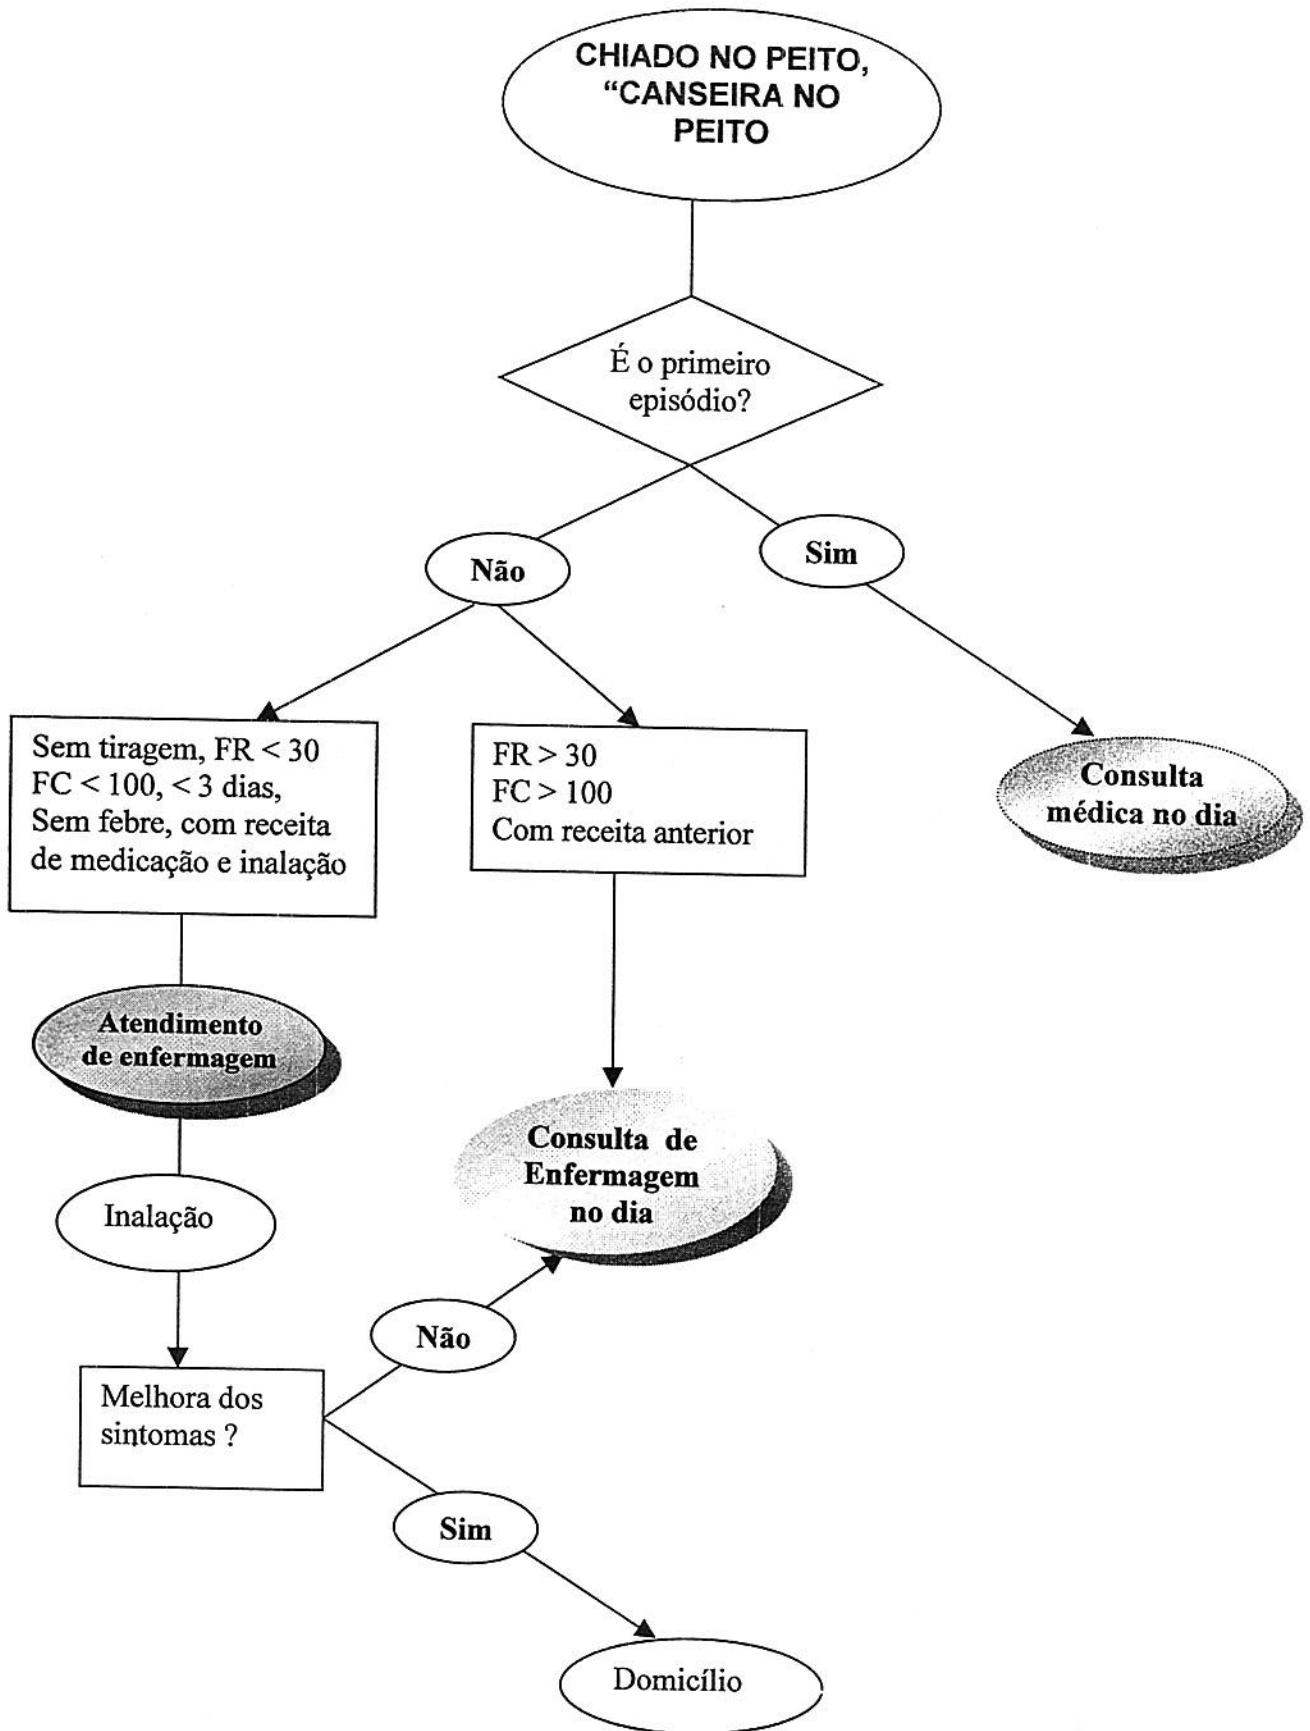 CHIADO NO PEITO,
“CANSEIRA NO
PEITO
É o primeiro
episódio?
Não
Sim
Sem tiragem, FR < 30
FC < 100, < 3 dias,
Sem febre, com receita
de medicação e inalação
FR > 30
FC > 100
Com receita anterior
Consulta
médica no dia
Atendimento
de enfermagem
Consulta de
Enfermagem
no dia
Inalação
Não
Melhora dos
sintomas ?
Sim
Domicílio